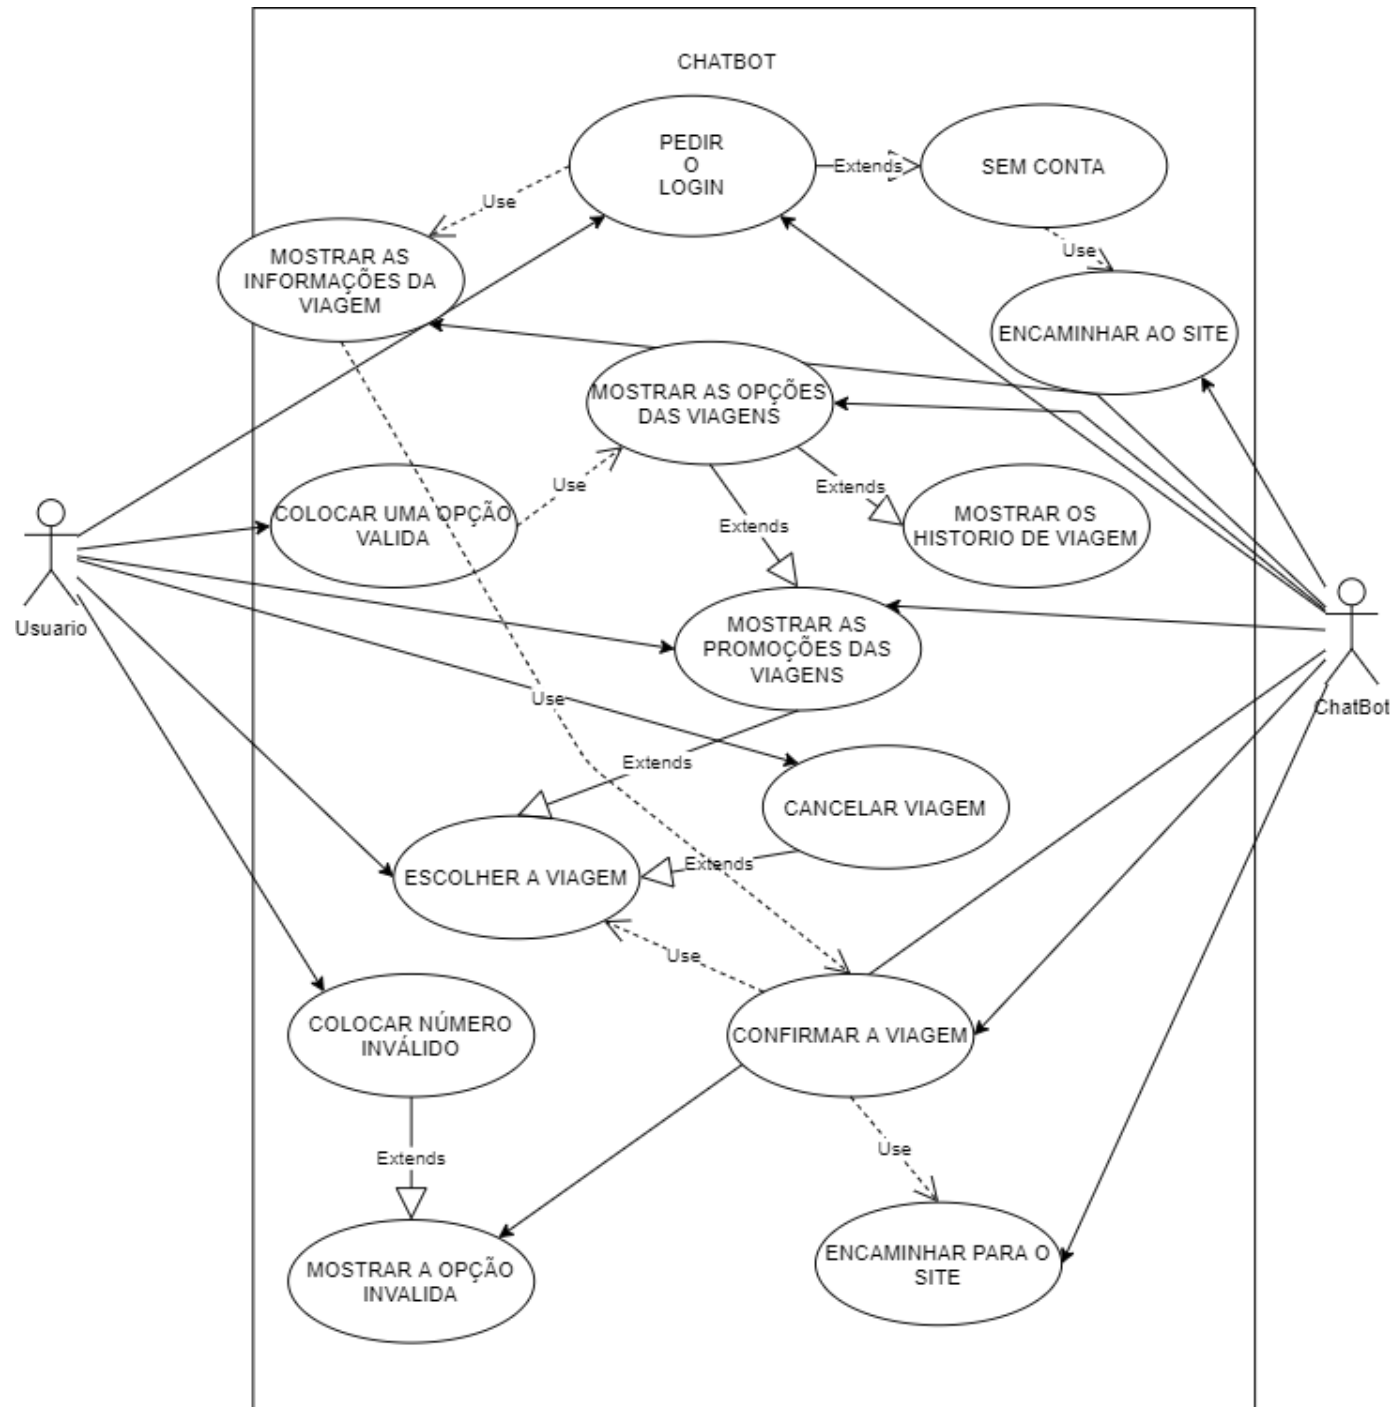 CHATBOT
PEDIR
O
LOGIN
Extends
SEM CONTA
Use
Use
MOSTRAR AS
INFORMAÇÕES DA
VIAGEM
ENCAMINHAR AO SITE
MOSTRAR AS OPÇÕES
DAS VIAGENS
Use
Extends
COLOCAR UMA OPÇÃO
VALIDA
Extends
MOSTRAR OS
HISTORIO DE VIAGEM
Usuario
MOSTRAR AS
PROMOÇÕES DAS
VIAGENS
ChatBot
Use
Extends
CANCELAR VIAGEM
Extends
ESCOLHER A VIAGEM
Use
COLOCAR NÚMERO
INVÁLIDO
CONFIRMAR A VIAGEM
Extends
Use
MOSTRAR A OPÇÃO
INVALIDA
ENCAMINHAR PARA O
SITE